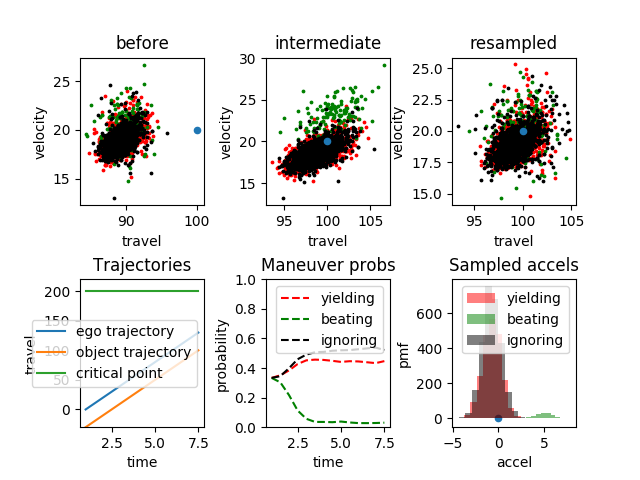 before
intermediate
resampled
velocity
25
20
15
90
100
travel
velocity
30
25
20
15
95
100
105
travel
velocity
25.0
22.5
20.0
17.5
15.0
95
100
105
travel
Trajectories
Maneuver probs
Sampled accels
travel
200
150
100
50
0
ego trajectory
object trajectory
critical point
2.5
5.0
7.5
time
probability
1.0
0.8
0.6
0.4
0.2
0.0
yielding
beating
ignoring
2.5
5.0
7.5
time
pmf
600
400
200
0
yielding
beating
ignoring
−5
0
5
accel